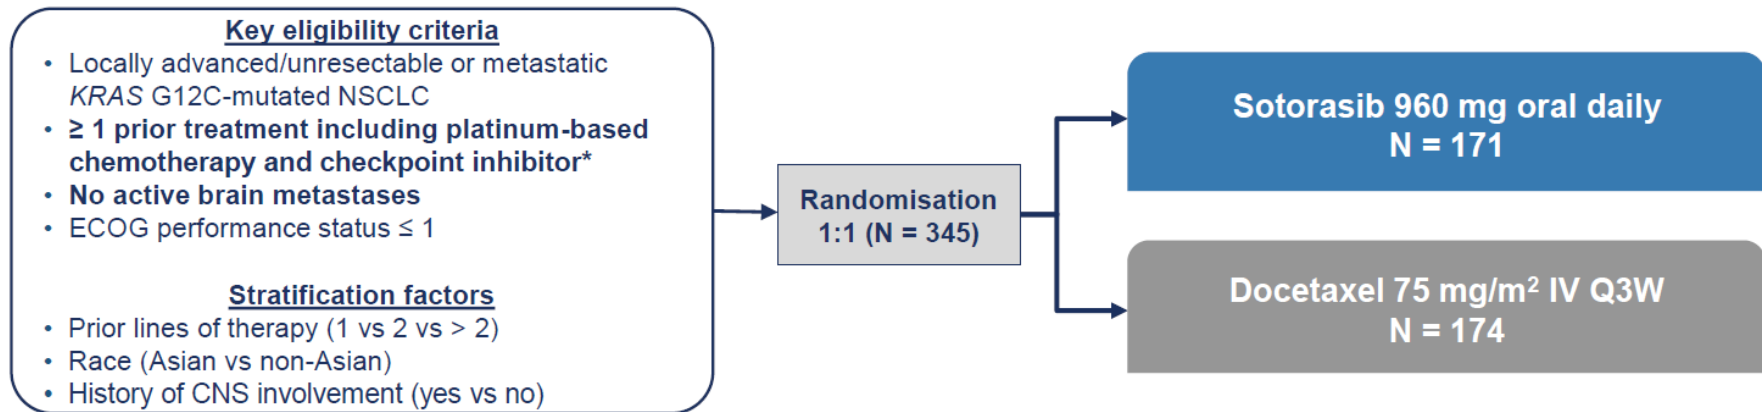 Key eligibility criteria
• Locally advanced/unresectable or metastatic
KRAS G12C-mutated NSCLC
• ≥ 1 prior treatment including platinum-based
chemotherapy and checkpoint inhibitor*
• No active brain metastases
• ECOG performance status ≤ 1
Stratification factors
• Prior lines of therapy (1 vs 2 vs > 2)
• Race (Asian vs non-Asian)
• History of CNS involvement (yes vs no)
Randomisation
1:1 (N = 345)
Sotorasib 960 mg oral daily
N = 171
Docetaxel 75 mg/m² IV Q3W
N = 174